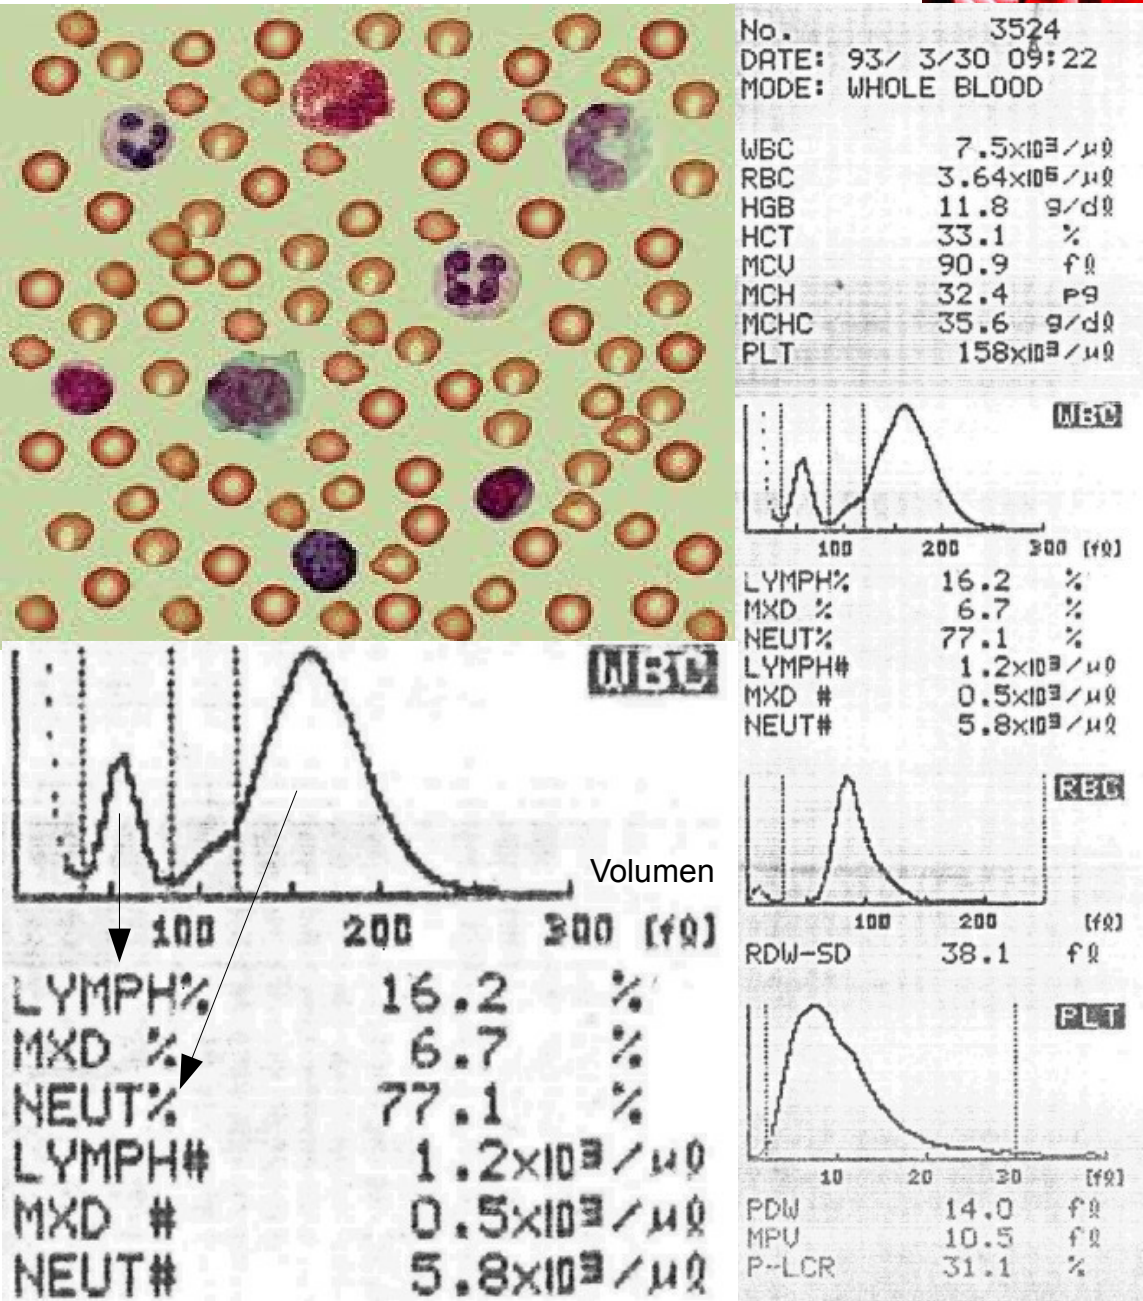 No. 3524
DATE: 93/ 3/30 09:22
MODE: WHOLE BLOOD
WBC 7.5x10³/µℓ
RBC 3.64x10⁶/µℓ
HGB 11.8 g/dℓ
HCT 33.1 %
MCV 90.9 fℓ
MCH 32.4 pg
MCHC 35.6 g/dℓ
PLT 158x10³/µℓ
WBC
100 200 300 [fℓ]
LYMPH% 16.2 %
MXD % 6.7 %
NEUT% 77.1 %
LYMPH# 1.2x10³/µℓ
MXD # 0.5x10³/µℓ
NEUT# 5.8x10³/µℓ
RBC
100 200 [fℓ]
RDW-SD 38.1 fℓ
PLT
10 20 30 [fℓ]
PDW 14.0 fℓ
MPV 10.5 fℓ
P-LCR 31.1 %
WBC
Volumen
100 200 300 [fℓ]
LYMPH% 16.2 %
MXD % 6.7 %
NEUT% 77.1 %
LYMPH# 1.2x10³/µℓ
MXD # 0.5x10³/µℓ
NEUT# 5.8x10³/µℓ